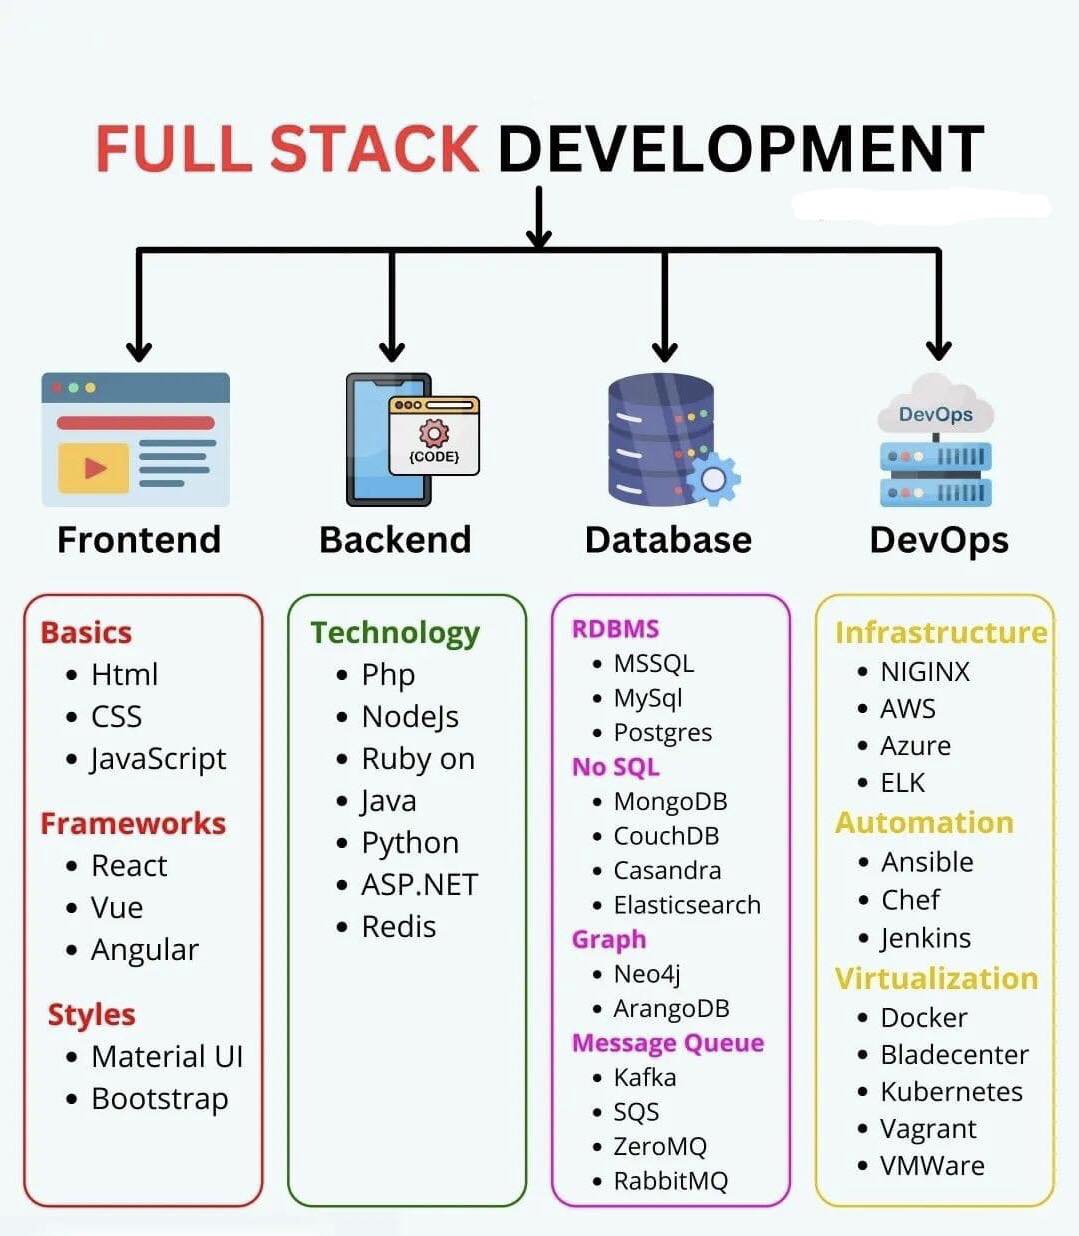 FULL STACK DEVELOPMENT
{CODE}
DevOps
Frontend
Backend
Database
DevOps
Basics
Html
CSS
JavaScript
Frameworks
React
Vue
Angular
Styles
Material UI
Bootstrap
Technology
Php
NodeJs
Ruby on
Java
Python
ASP.NET
Redis
RDBMS
MSSQL
MySql
Postgres
No SQL
MongoDB
CouchDB
Casandra
Elasticsearch
Graph
Neo4j
ArangoDB
Message Queue
Kafka
SQS
ZeroMQ
RabbitMQ
Infrastructure
NIGINX
AWS
Azure
ELK
Automation
Ansible
Chef
Jenkins
Virtualization
Docker
Bladecenter
Kubernetes
Vagrant
VMWare